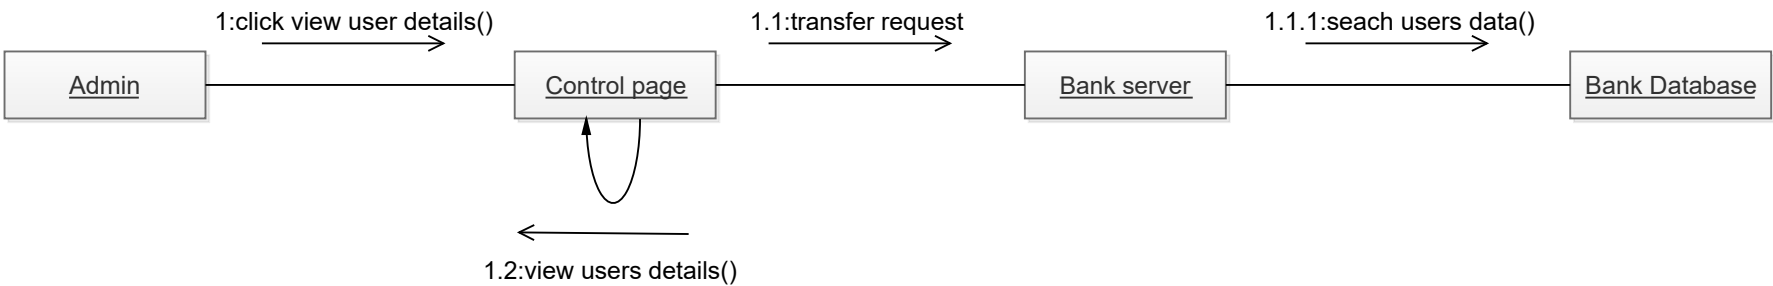 1:click view user details()
1.1:transfer request
1.1.1:seach users data()
Admin
Control page
Bank server
Bank Database
1.2:view users details()